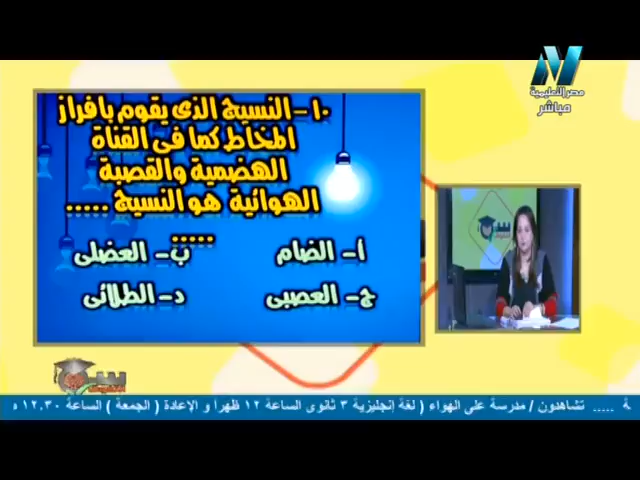 مصر التعليمية
مباشر
١٠- النسيج الذى يقوم بافراز
المخاط كما فى القناة
الهضمية والقصبة
الهوائية هو النسيج .....
.....
أ- الضام
ب- العضلى
ج- العصبى
د- الطلائى
ة ..... تشاهدون / مدرسة على الهواء ( لغة إنجليزية ٣ ثانوى الساعة ١٢ ظهراً و الإعادة ( الجمعة ) الساعة ١٢.٣٠ ه